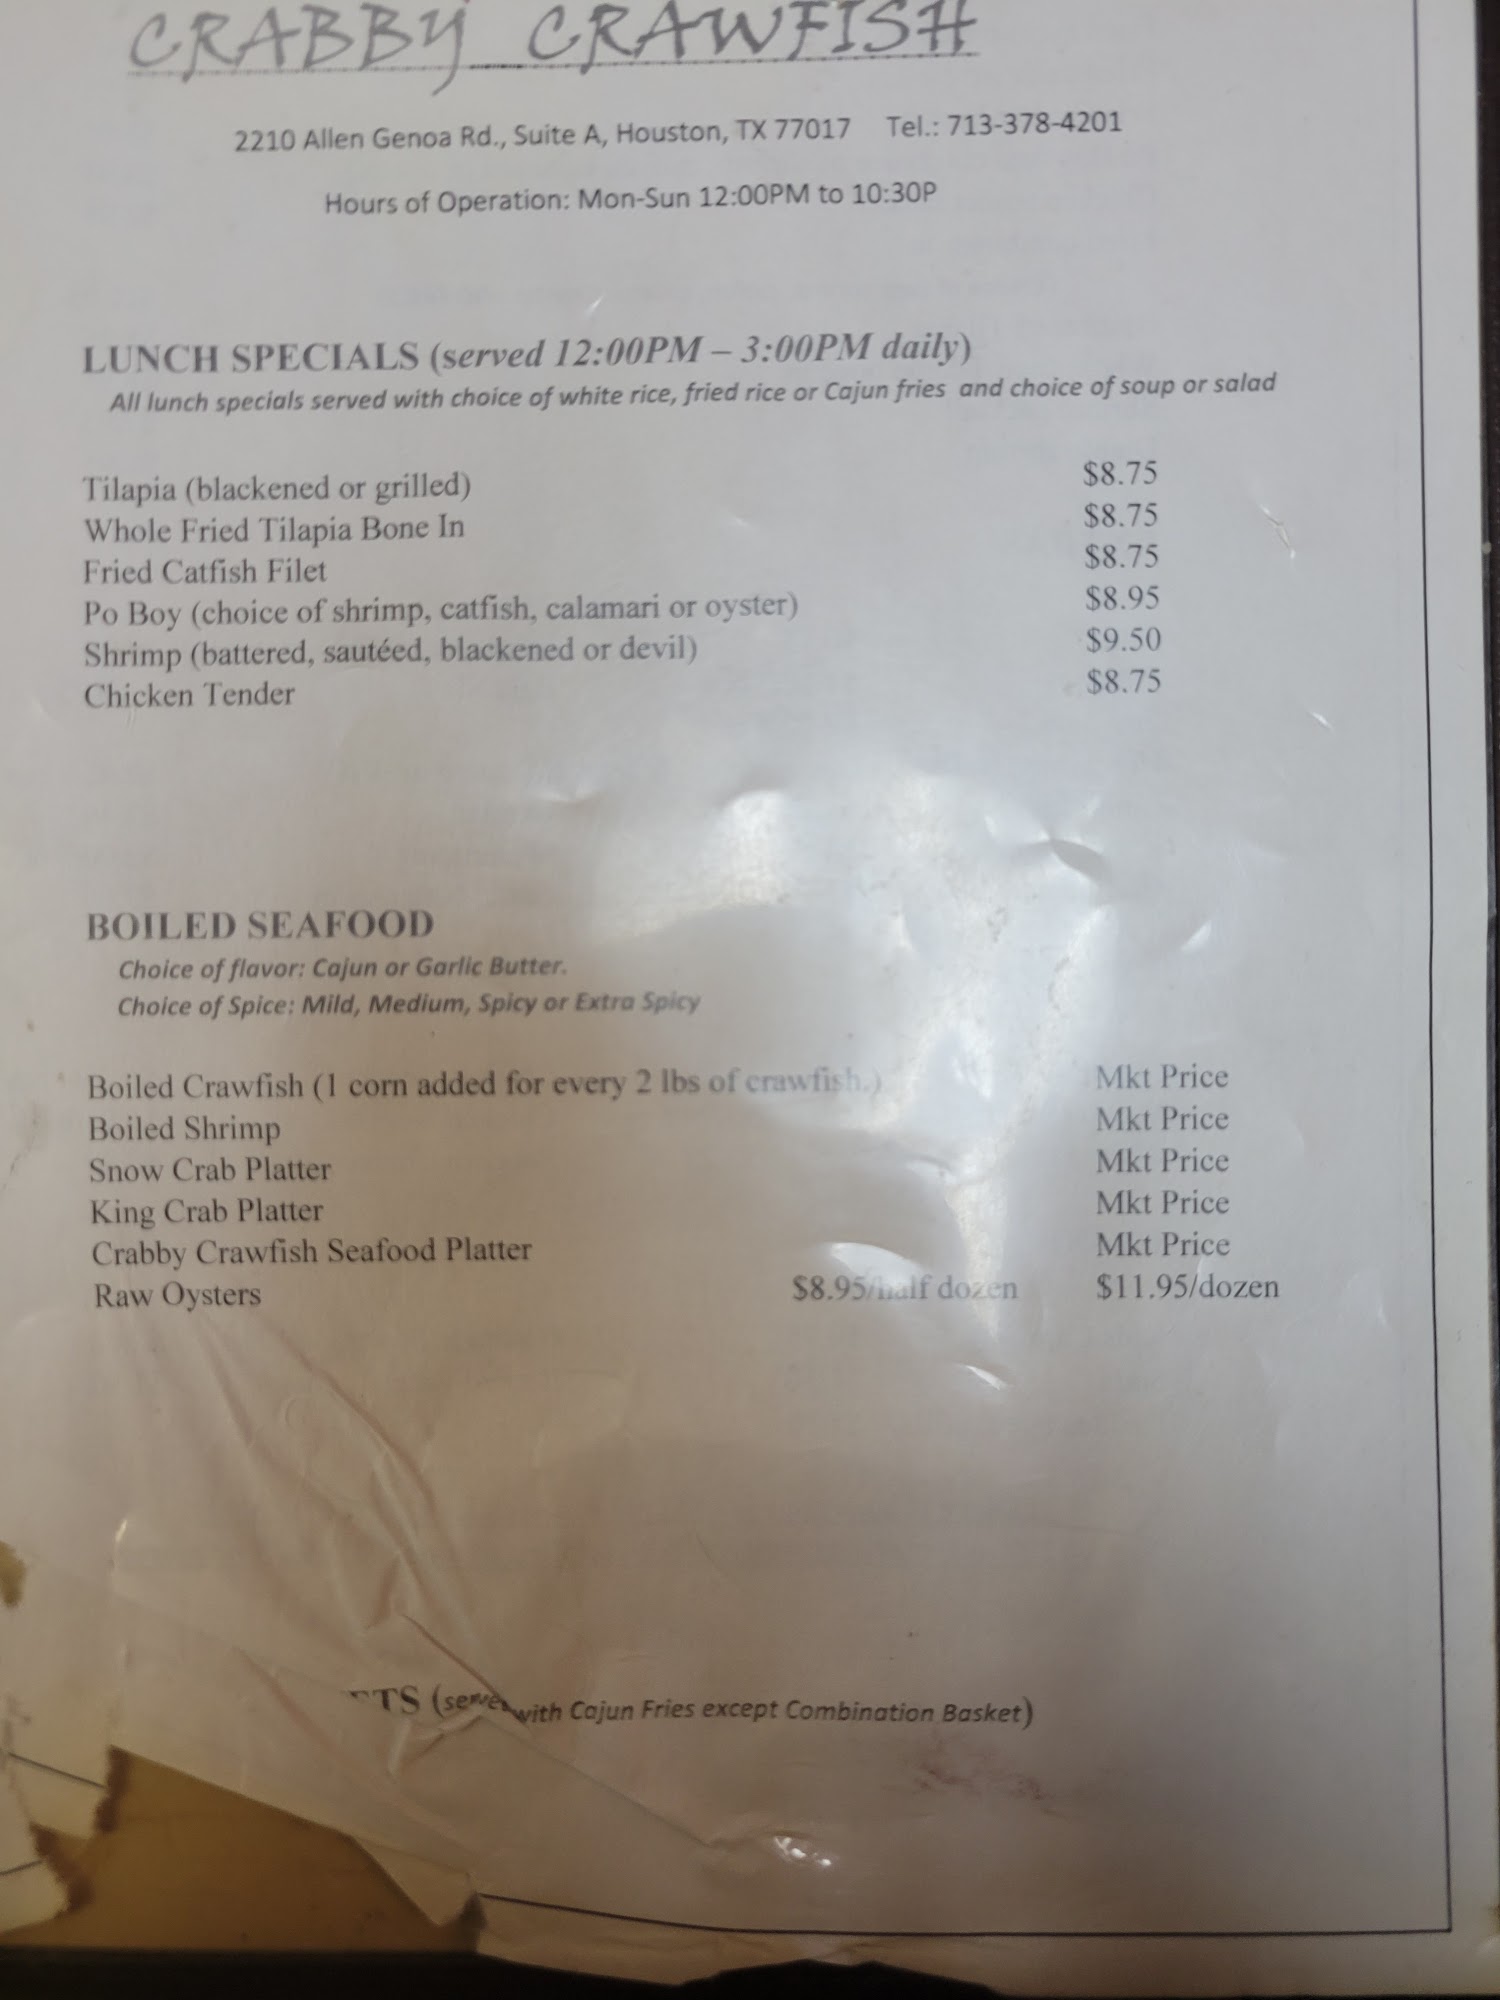 CRABBY CRAWFISH
2210 Allen Genoa Rd., Suite A, Houston, TX 77017 Tel.: 713-378-4201
Hours of Operation: Mon-Sun 12:00PM to 10:30P
LUNCH SPECIALS (served 12:00PM – 3:00PM daily)
All lunch specials served with choice of white rice, fried rice or Cajun fries and choice of soup or salad
Tilapia (blackened or grilled) $8.75
Whole Fried Tilapia Bone In $8.75
Fried Catfish Filet $8.75
Po Boy (choice of shrimp, catfish, calamari or oyster) $8.95
Shrimp (battered, sautéed, blackened or devil) $9.50
Chicken Tender $8.75
BOILED SEAFOOD
Choice of flavor: Cajun or Garlic Butter.
Choice of Spice: Mild, Medium, Spicy or Extra Spicy
Boiled Crawfish (1 corn added for every 2 lbs of crawfish.) Mkt Price
Boiled Shrimp Mkt Price
Snow Crab Platter Mkt Price
King Crab Platter Mkt Price
Crabby Crawfish Seafood Platter Mkt Price
Raw Oysters $8.95/half dozen $11.95/dozen
with Cajun Fries except Combination Basket)